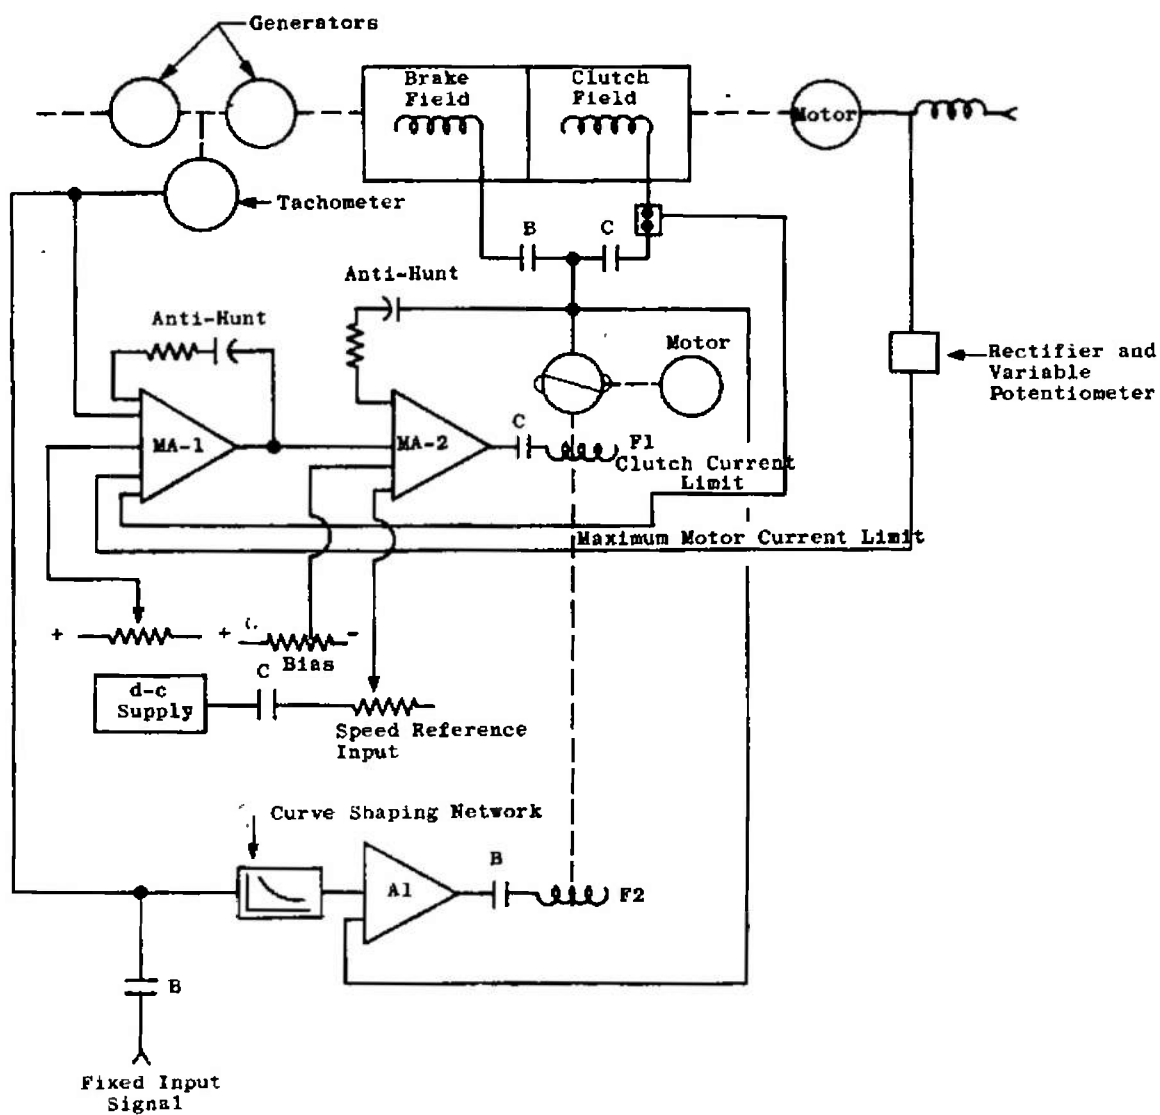 Generators
Brake
Field
Clutch
Field
Motor
Tachometer
B
C
Anti-Hunt
Anti-Hunt
Motor
Rectifier and
Variable
Potentiometer
MA-1
MA-2
C
F1
Clutch Current
Limit
Maximum Motor Current Limit
+
+
-
Bias
C
d-c
Supply
Speed Reference
Input
Curve Shaping Network
A1
B
F2
B
Fixed Input
Signal